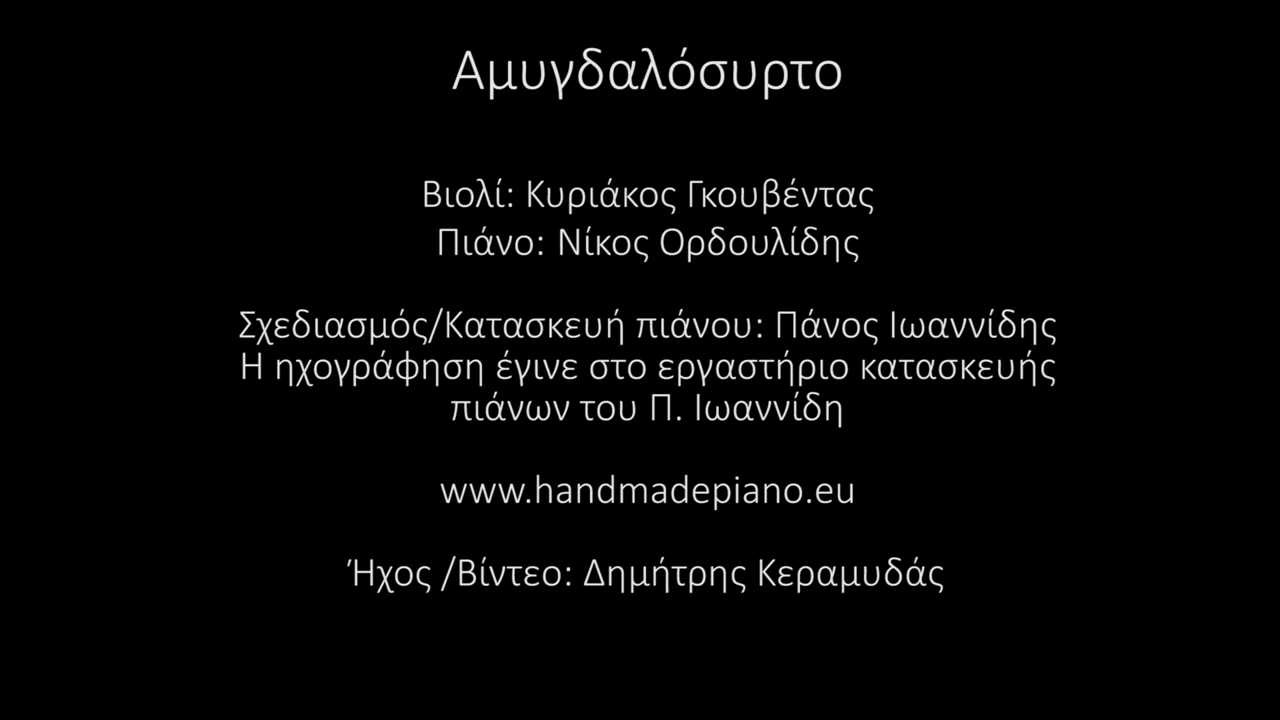 Αμυγδαλόσυρτο
Βιολί: Κυριάκος Γκουβέντας
Πιάνο: Νίκος Ορδουλίδης
Σχεδιασμός/Κατασκευή πιάνου: Πάνος Ιωαννίδης
Η ηχογράφηση έγινε στο εργαστήριο κατασκευής
πιάνων του Π. Ιωαννίδη
www.handmadepiano.eu
Ήχος /Βίντεο: Δημήτρης Κεραμυδάς